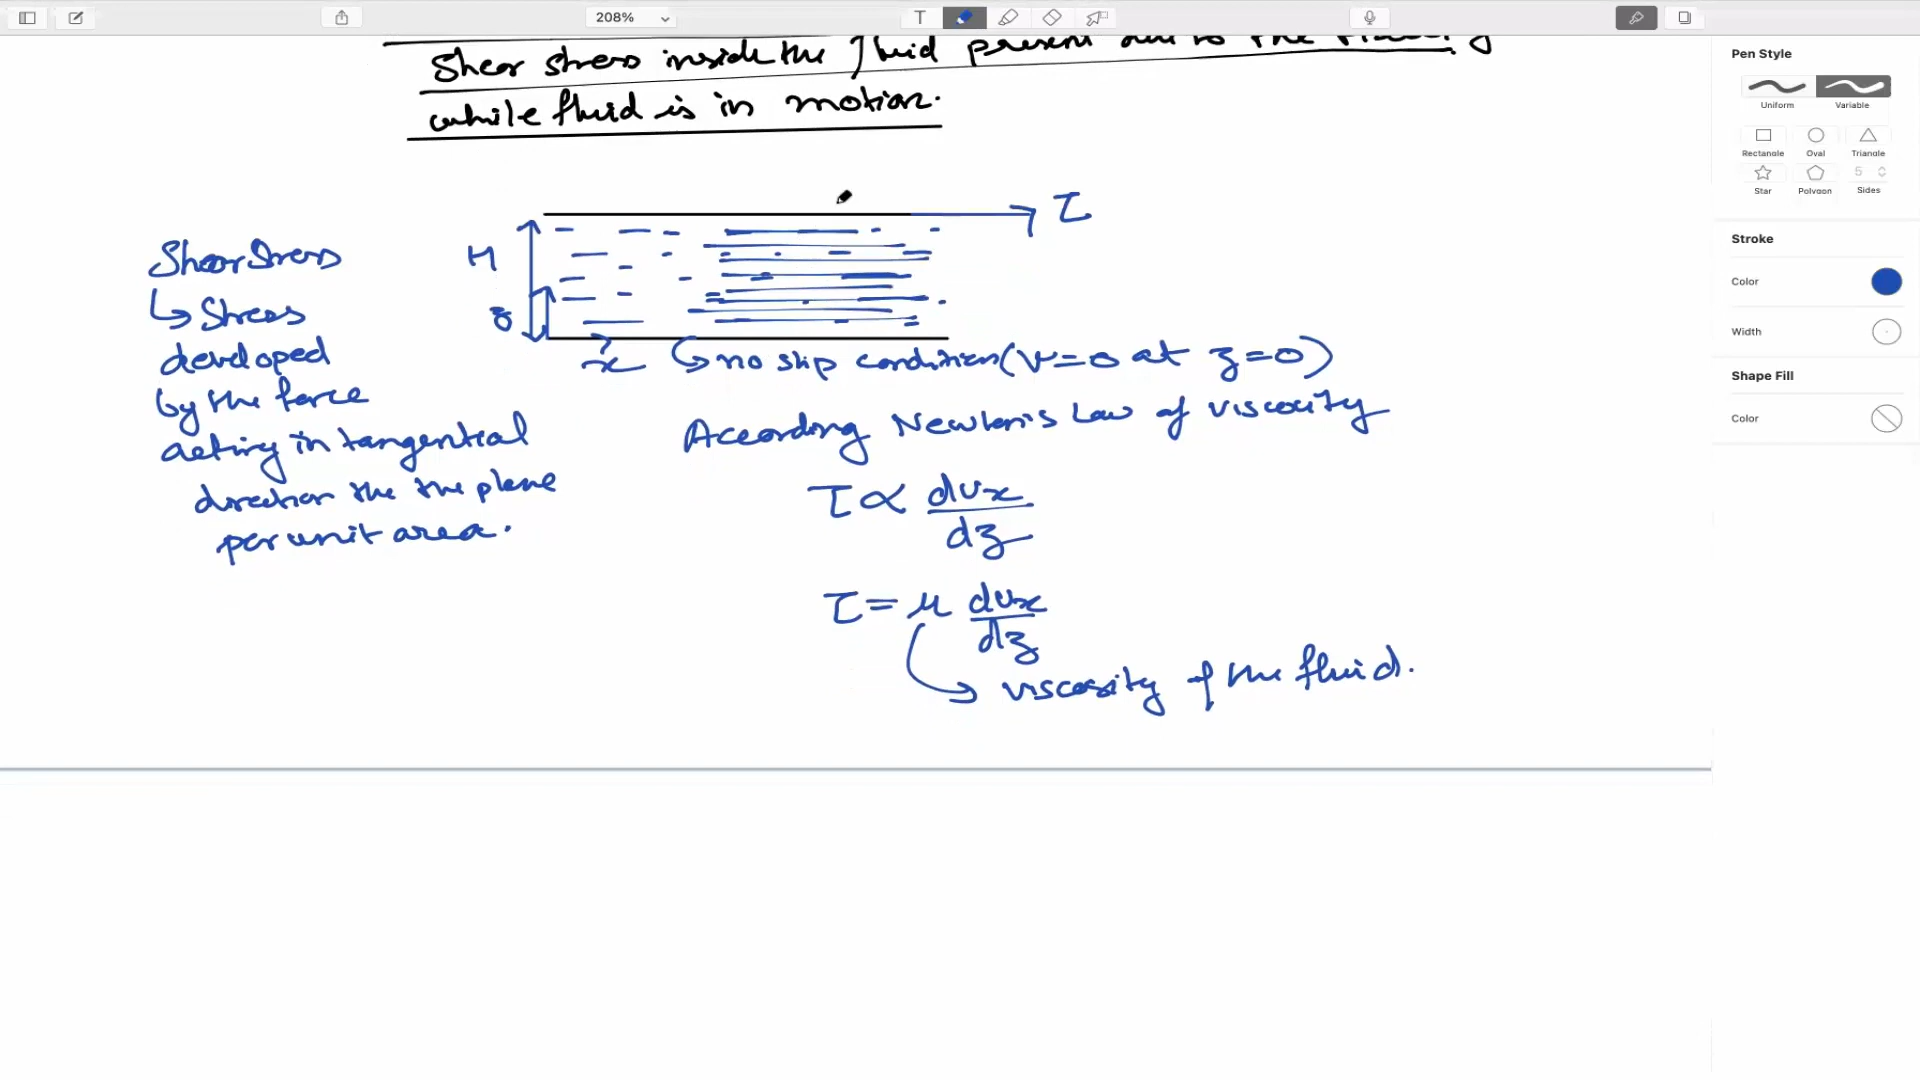 208%
T
Shear stress inside the fluid present due to the
while fluid is in motion.
τ
H
z
x
↳ no slip condition (v=0 at z=0)
Shear Stress
↳ Stress
developed
by the force
acting in tangential
direction the the plane
per unit area.
According Newton's Law of viscosity
τ ∝ dvx/dz
τ = μ dvx/dz
→ viscosity of the fluid.
Pen Style
Uniform Variable
Rectangle Oval Triangle
5
Star Polygon Sides
Stroke
Color
Width
Shape Fill
Color